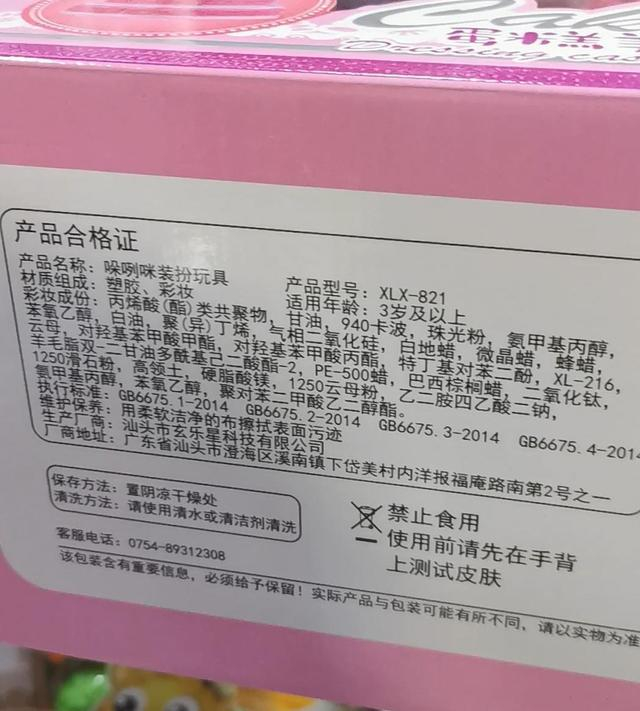 产品合格证
产品名称：哚咧咪装扮玩具 产品型号：XLX-821
材质组成：塑胶、彩妆 适用年龄：3岁及以上
彩妆成份：丙烯酸(酯)类共聚物，甘油，940卡波，珠光粉，氨甲基丙醇，
苯氧乙醇，白油，聚(异)丁烯，气相二氧化硅，白地蜡，微晶蜡，蜂蜡，
云母，对羟基苯甲酸甲酯，对羟基苯甲酸丙酯，特丁基对苯二酚，XL-216，
羊毛脂双-二甘油多酰基己二酸酯-2，PE-500蜡，巴西棕榈蜡，二氧化钛，
1250滑石粉，高领土，硬脂酸镁，1250云母粉，乙二胺四乙酸二钠，
氨甲基丙醇，苯氧乙醇，聚对苯二甲酸乙二醇酯。
执行标准：GB6675.1-2014 GB6675.2-2014 GB6675.3-2014 GB6675.4-2014
维护保养：用柔软洁净的布擦拭表面污迹
生产厂商：汕头市玄乐星科技有限公司
厂商地址：广东省汕头市澄海区溪南镇下岱美村内洋报福庵路南第2号之一
保存方法：置阴凉干燥处
清洗方法：请使用清水或清洁剂清洗
禁止食用
使用前请先在手背
上测试皮肤
客服电话：0754-89312308
该包装含有重要信息，必须给予保留！实际产品与包装可能有所不同，请以实物为准